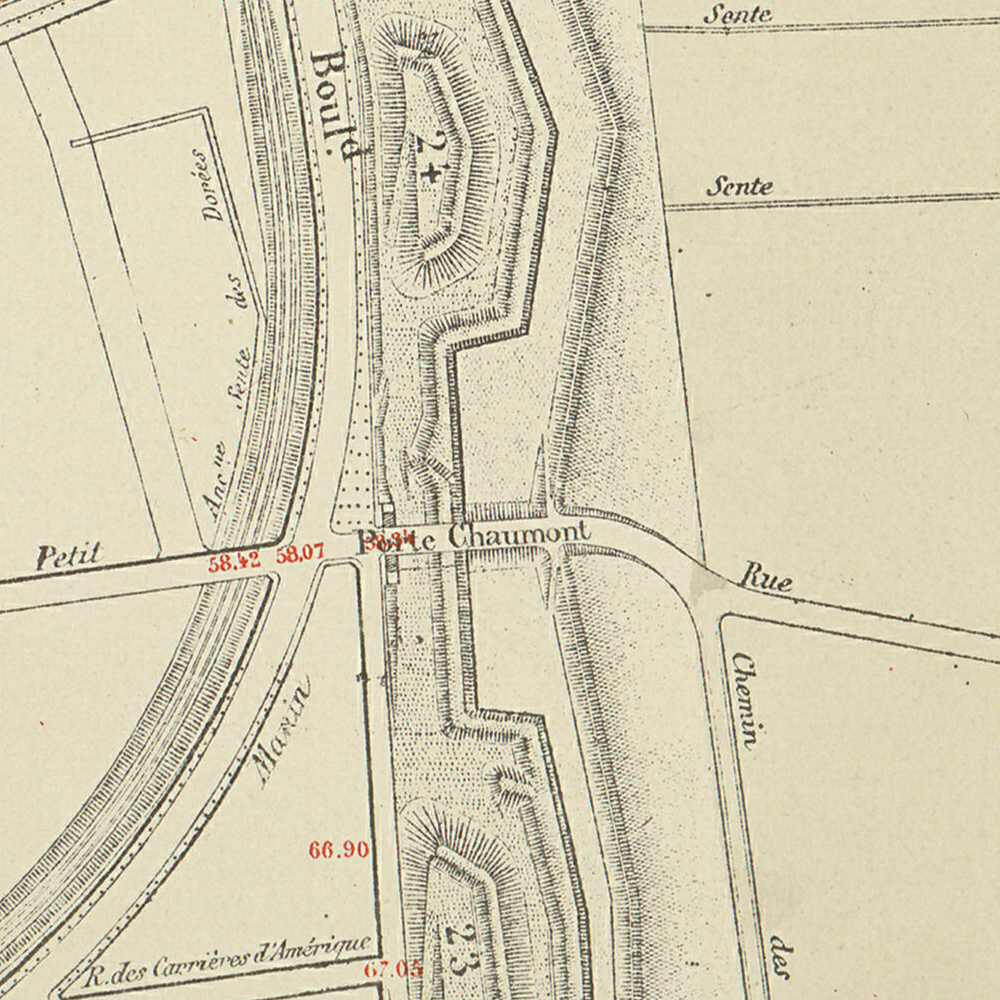 Sente
Boul.d
24
Sente
Anc.ne Sente des Dorées
Petit
58.42
58,07
Porte Chaumont
Rue
Chemin
Manin
66.90
R. des Carrières d'Amérique
67.05
23
des